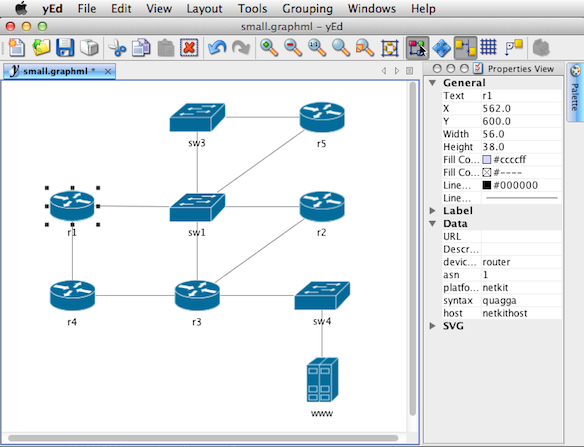 yEd File Edit View Layout Tools Grouping Windows Help
small.graphml – yEd
1:1
small.graphml *
Properties View
Palette
General
Text r1
X 562.0
Y 600.0
Width 56.0
Height 38.0
Fill Co... #ccccff
Fill Co... #----
Line... #000000
Line...
Label
Data
URL
Descr...
devic... router
asn 1
platfo... netkit
syntax quagga
host netkithost
SVG
sw3
r5
r1
sw1
r2
r4
r3
sw4
www